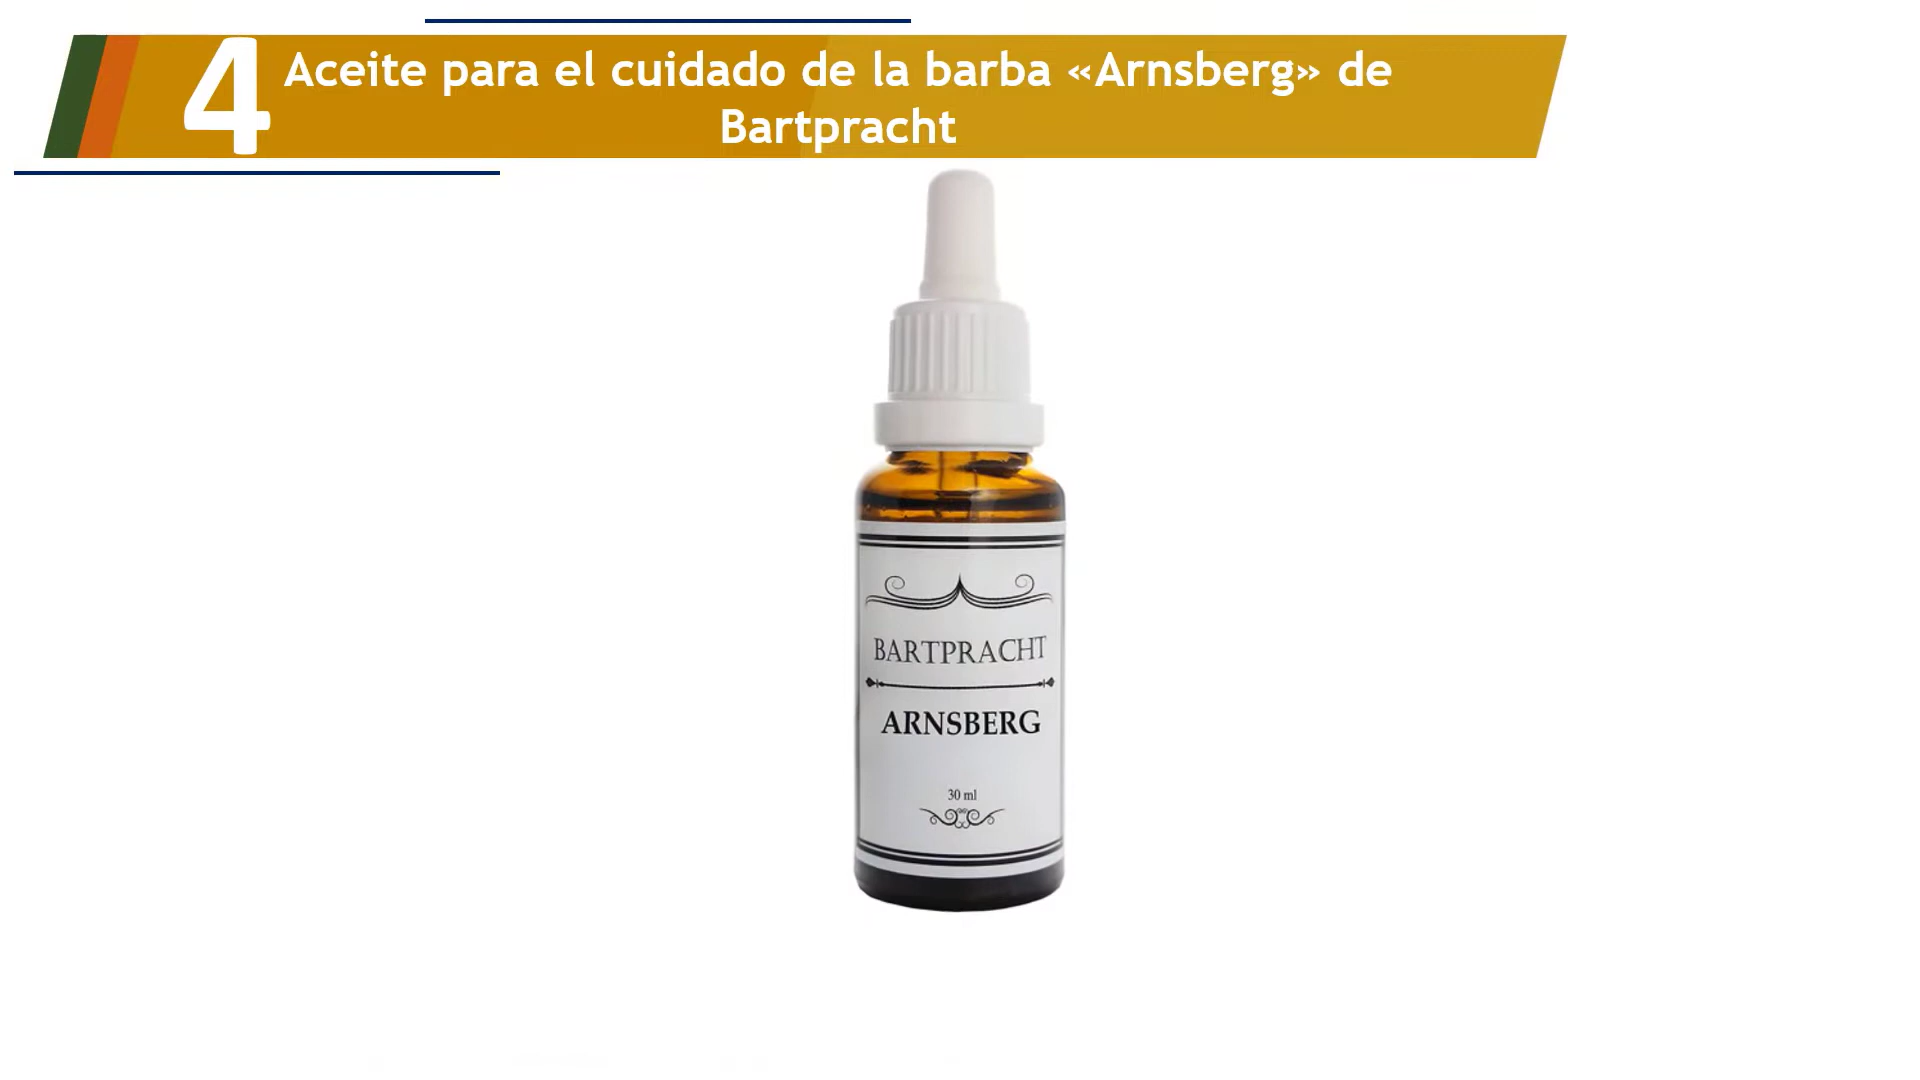 4
Aceite para el cuidado de la barba «Arnsberg» de
Bartpracht
BARTPRACHT
ARNSBERG
30 ml